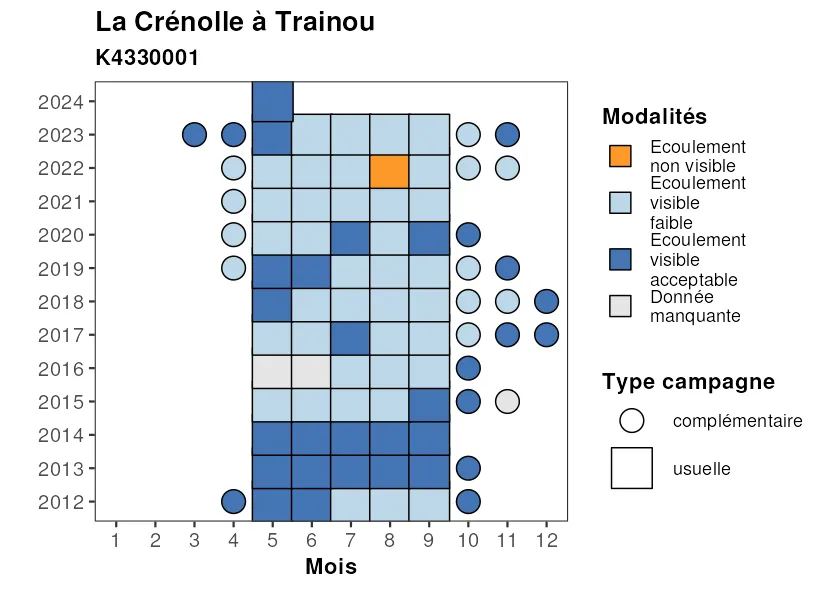 La Crénolle à Trainou
K4330001
2024
2023
2022
2021
2020
2019
2018
2017
2016
2015
2014
2013
2012
1 2 3 4 5 6 7 8 9 10 11 12
Mois
Modalités
Ecoulement
non visible
Ecoulement
visible
faible
Ecoulement
visible
acceptable
Donnée
manquante
Type campagne
complémentaire
usuelle